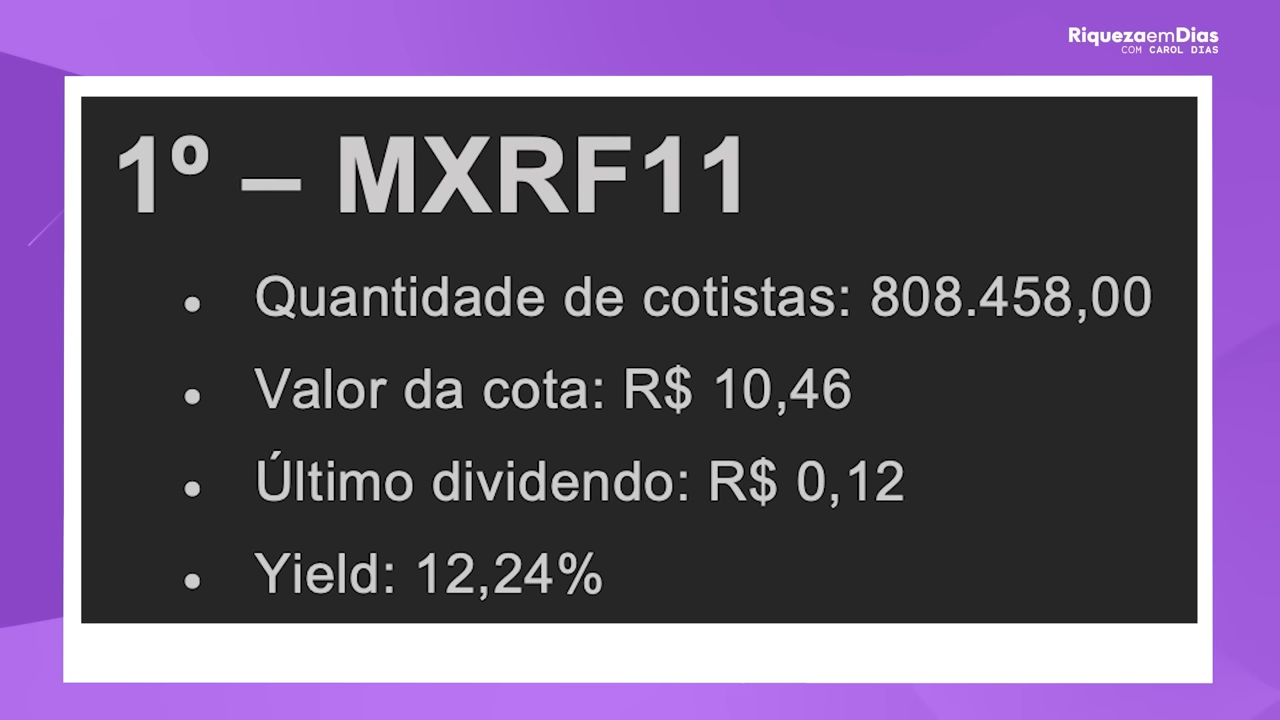 RiquezaemDias
COM CAROL DIAS
1º – MXRF11
• Quantidade de cotistas: 808.458,00
• Valor da cota: R$ 10,46
• Último dividendo: R$ 0,12
• Yield: 12,24%